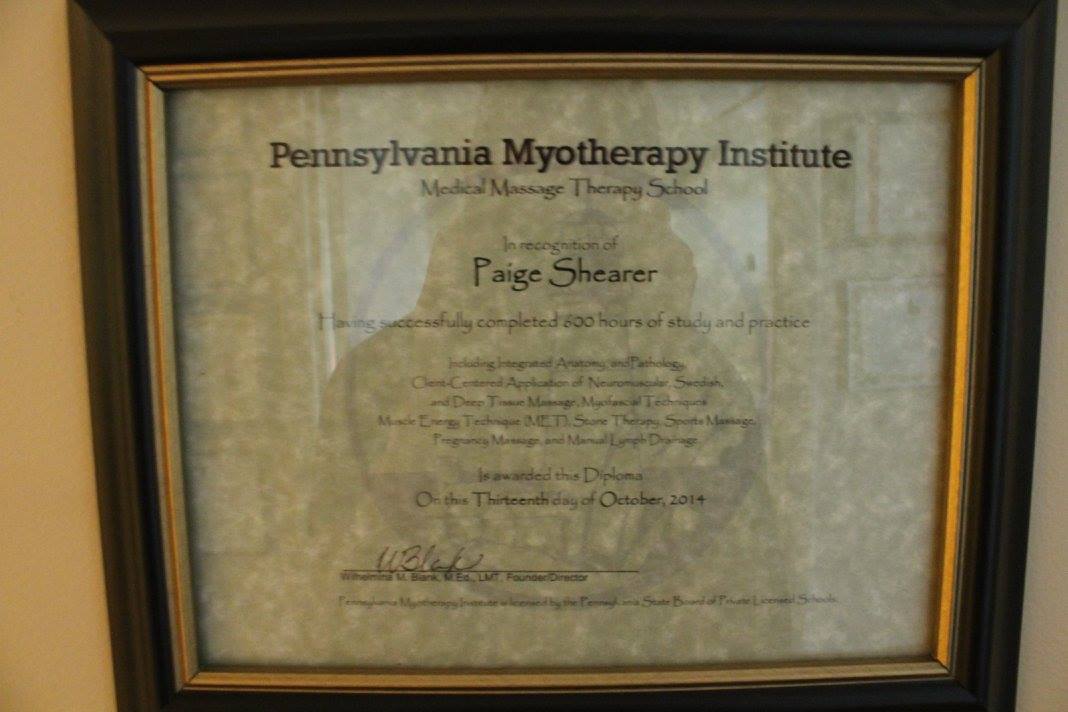 Pennsylvania Myotherapy Institute
Medical Massage Therapy School
In recognition of
Paige Shearer
Having successfully completed 600 hours of study and practice
Including Integrated Anatomy, and Pathology,
Client-Centered Application of Neuromuscular, Swedish,
and Deep Tissue Massage, Myofascial Techniques
Muscle Energy Technique (MET), Stone Therapy, Sports Massage,
Pregnancy Massage, and Manual Lymph Drainage.
Is awarded this Diploma
On this Thirteenth day of October, 2014
WBlank
Wilhelmina M. Blank, M.Ed., LMT, Founder/Director
Pennsylvania Myotherapy Institute is licensed by the Pennsylvania State Board of Private Licensed Schools.